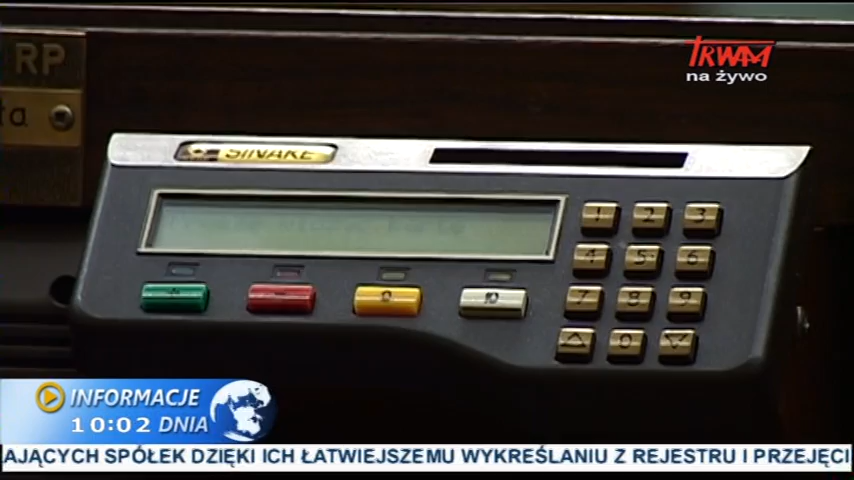 RP
TRWAM
na żywo
ta
SINAKE
1 2 3
4 5 6
7 8 9
0
INFORMACJE
10:02 DNIA
AJĄCYCH SPÓŁEK DZIĘKI ICH ŁATWIEJSZEMU WYKREŚLANIU Z REJESTRU I PRZEJĘCI